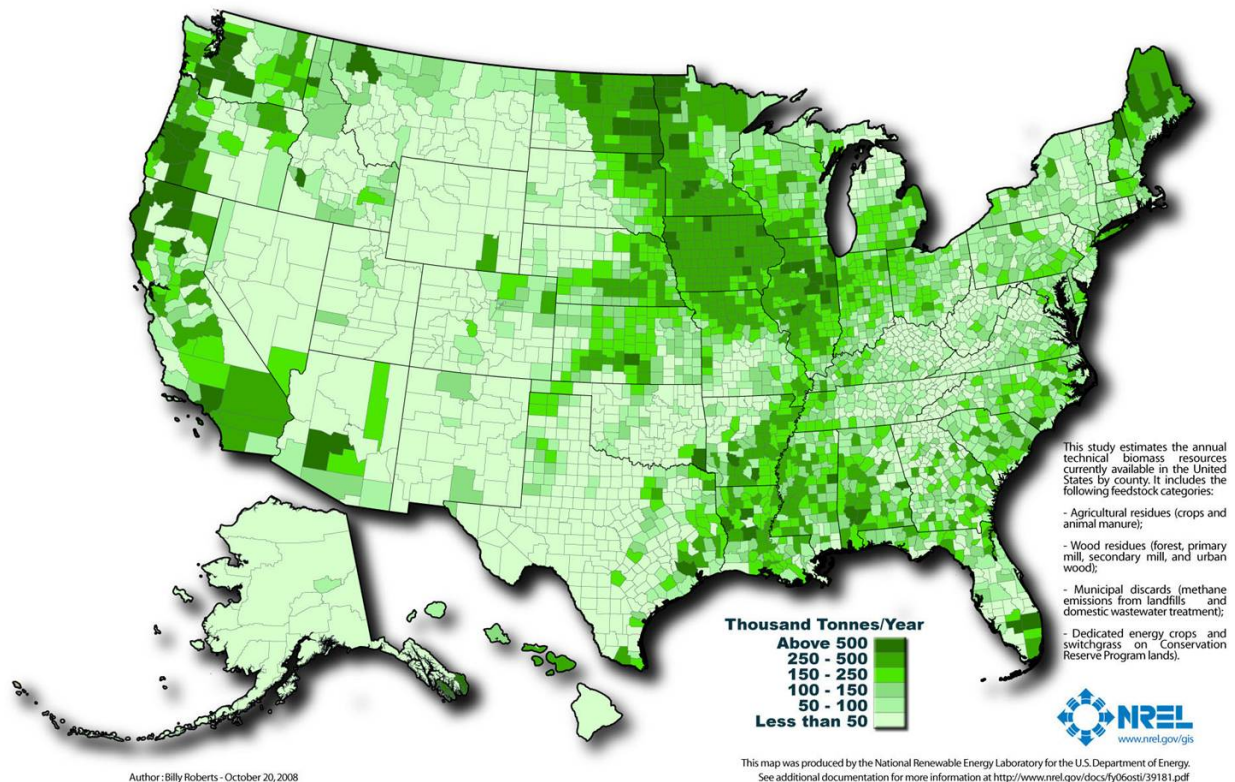 This study estimates the annual
technical biomass resources
currently available in the United
States by county. It includes the
following feedstock categories:
- Agricultural residues (crops and
animal manure);
- Wood residues (forest, primary
mill, secondary mill, and urban
wood);
- Municipal discards (methane
emissions from landfills and
domestic wastewater treatment);
- Dedicated energy crops and
switchgrass on Conservation
Reserve Program lands).
Thousand Tonnes/Year
Above 500
250 - 500
150 - 250
100 - 150
50 - 100
Less than 50
NREL
www.nrel.gov/gis
Author : Billy Roberts - October 20, 2008
This map was produced by the National Renewable Energy Laboratory for the U.S. Department of Energy.
See additional documentation for more information at http://www.nrel.gov/docs/fy06osti/39181.pdf